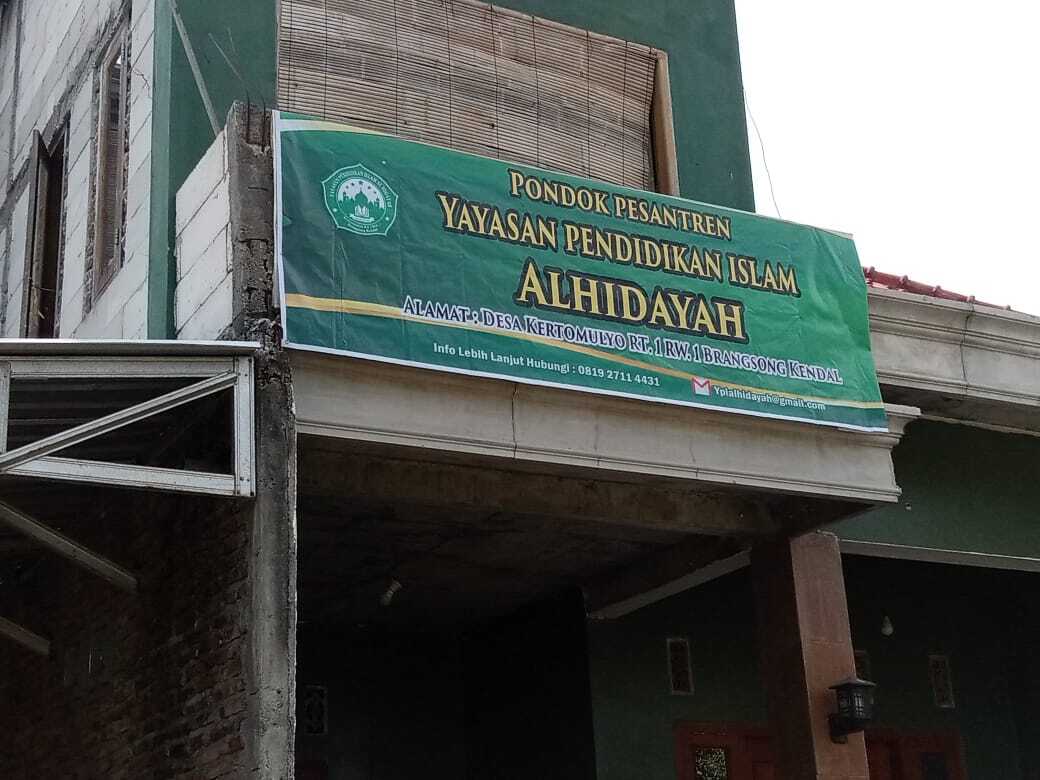 PONDOK PESANTREN
YAYASAN PENDIDIKAN ISLAM
ALHIDAYAH
ALAMAT : DESA KERTOMULYO RT. 1 RW. 1 BRANGSONG KENDAL
Info Lebih Lanjut Hubungi : 0819 2711 4431
Ypialhidayah@gmail.com